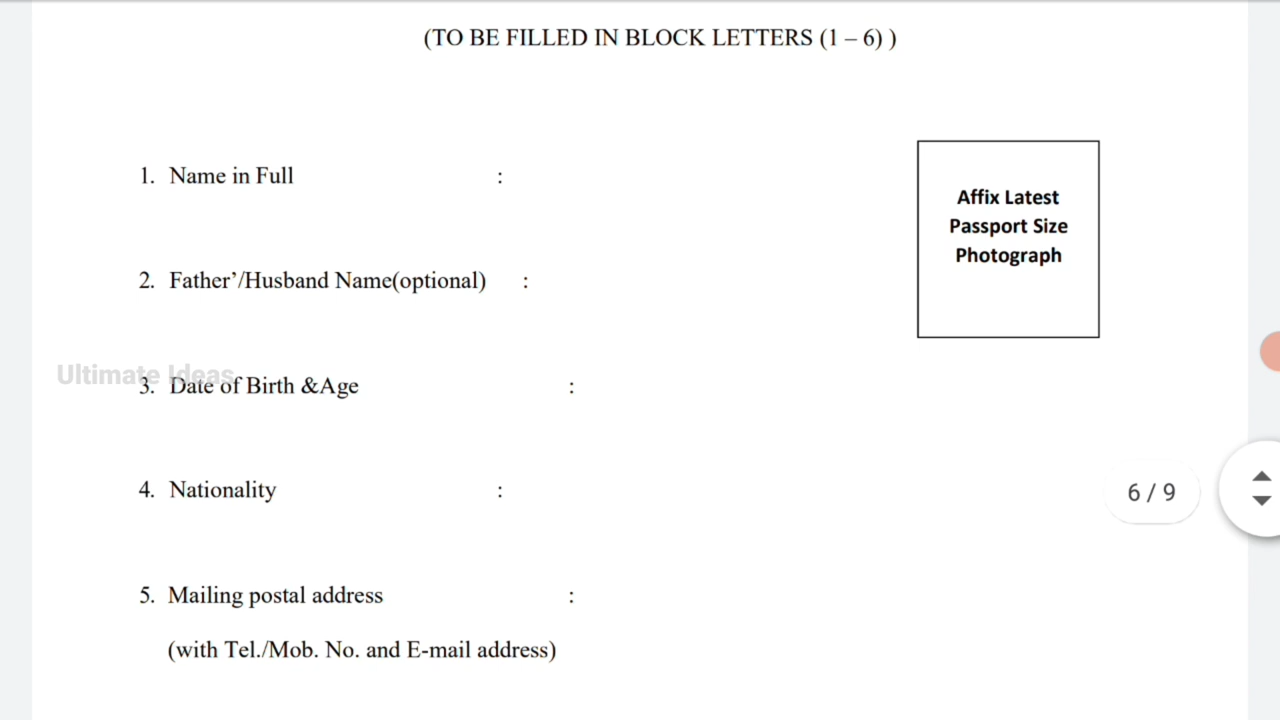 (TO BE FILLED IN BLOCK LETTERS (1 – 6) )
1. Name in Full :
Affix Latest
Passport Size
Photograph
2. Father’/Husband Name(optional) :
Ultimate Ideas
3. Date of Birth &Age :
4. Nationality :
6 / 9
5. Mailing postal address :
(with Tel./Mob. No. and E-mail address)